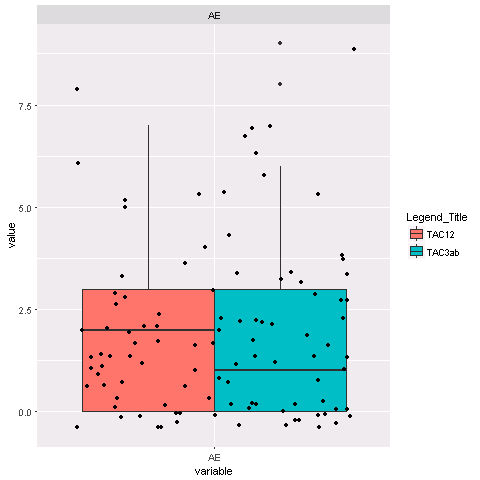 AE
7.5
5.0
2.5
0.0
value
AE
variable
Legend_Title
TAC12
TAC3ab